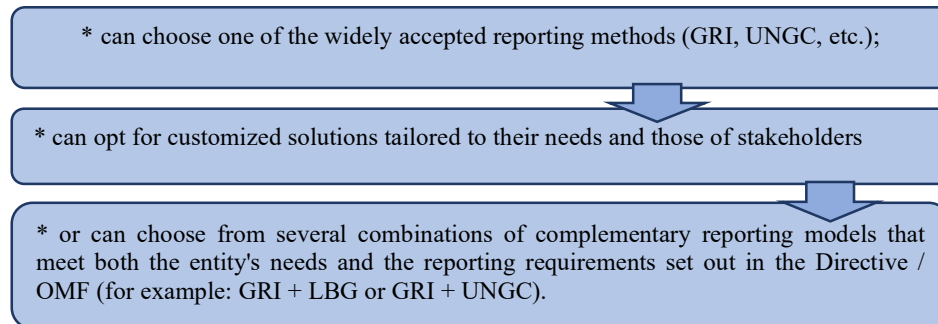 * can choose one of the widely accepted reporting methods (GRI, UNGC, etc.);
* can opt for customized solutions tailored to their needs and those of stakeholders
* or can choose from several combinations of complementary reporting models that
meet both the entity's needs and the reporting requirements set out in the Directive /
OMF (for example: GRI + LBG or GRI + UNGC).